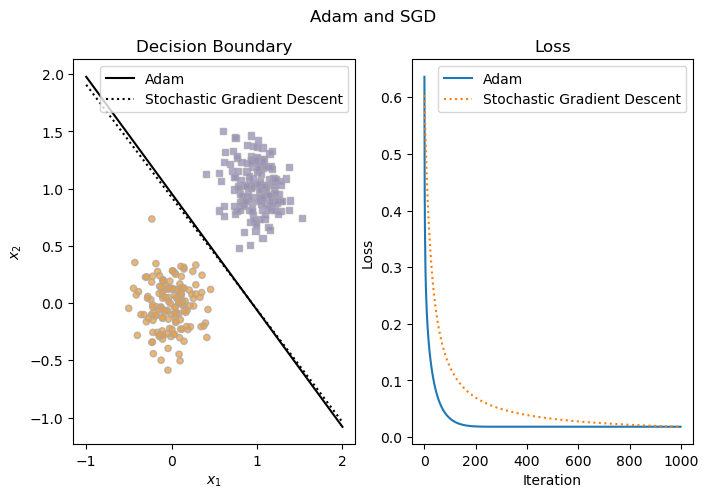 Adam and SGD
Decision Boundary
Adam
Stochastic Gradient Descent
2.0
1.5
1.0
0.5
0.0
−0.5
−1.0
x₂
−1
0
1
2
x₁
Loss
Adam
Stochastic Gradient Descent
0.6
0.5
0.4
0.3
0.2
0.1
0.0
Loss
0
200
400
600
800
1000
Iteration